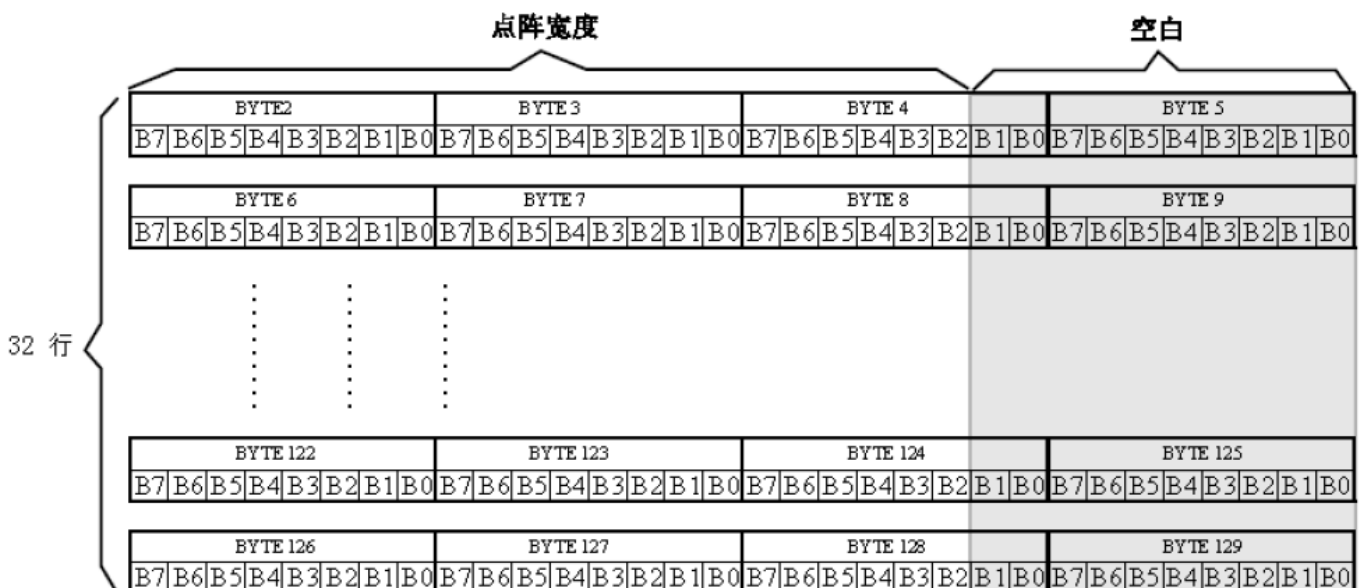 点阵宽度 空白
BYTE2 BYTE 3 BYTE 4 BYTE 5
B7 B6 B5 B4 B3 B2 B1 B0 B7 B6 B5 B4 B3 B2 B1 B0 B7 B6 B5 B4 B3 B2 B1 B0 B7 B6 B5 B4 B3 B2 B1 B0
BYTE 6 BYTE 7 BYTE 8 BYTE 9
B7 B6 B5 B4 B3 B2 B1 B0 B7 B6 B5 B4 B3 B2 B1 B0 B7 B6 B5 B4 B3 B2 B1 B0 B7 B6 B5 B4 B3 B2 B1 B0
32 行
BYTE 122 BYTE 123 BYTE 124 BYTE 125
B7 B6 B5 B4 B3 B2 B1 B0 B7 B6 B5 B4 B3 B2 B1 B0 B7 B6 B5 B4 B3 B2 B1 B0 B7 B6 B5 B4 B3 B2 B1 B0
BYTE 126 BYTE 127 BYTE 128 BYTE 129
B7 B6 B5 B4 B3 B2 B1 B0 B7 B6 B5 B4 B3 B2 B1 B0 B7 B6 B5 B4 B3 B2 B1 B0 B7 B6 B5 B4 B3 B2 B1 B0